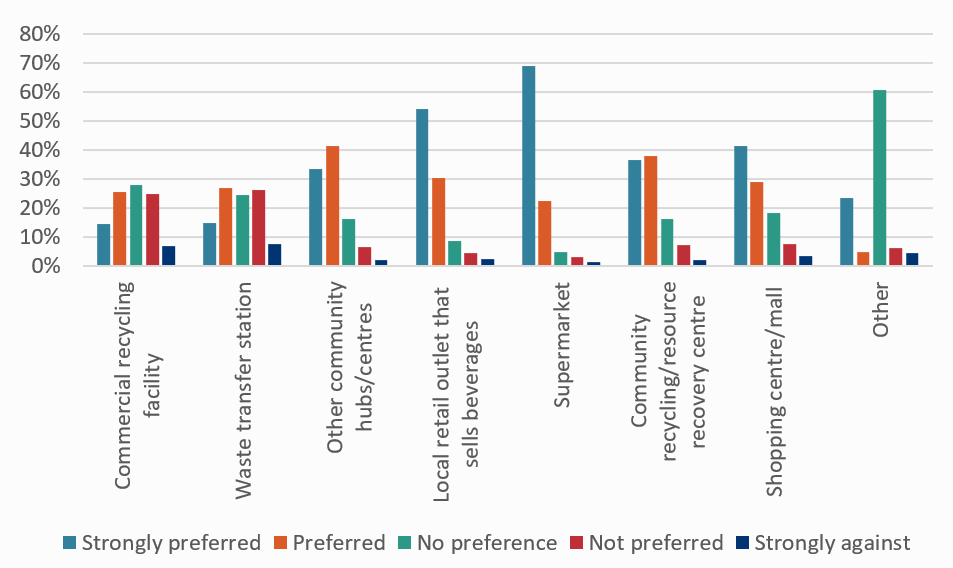 80%
70%
60%
50%
40%
30%
20%
10%
0%
Commercial recycling
facility
Waste transfer station
Other community
hubs/centres
Local retail outlet that
sells beverages
Supermarket
Community
recycling/resource
recovery centre
Shopping centre/mall
Other
Strongly preferred Preferred No preference Not preferred Strongly against